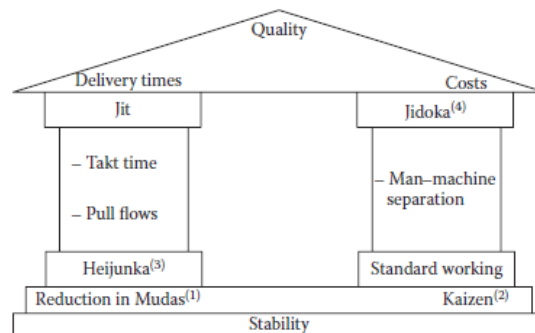 Quality
Delivery times Costs
Jit Jidoka(4)
– Takt time
– Man–machine
separation
– Pull flows
Heijunka(3) Standard working
Reduction in Mudas(1) Kaizen(2)
Stability